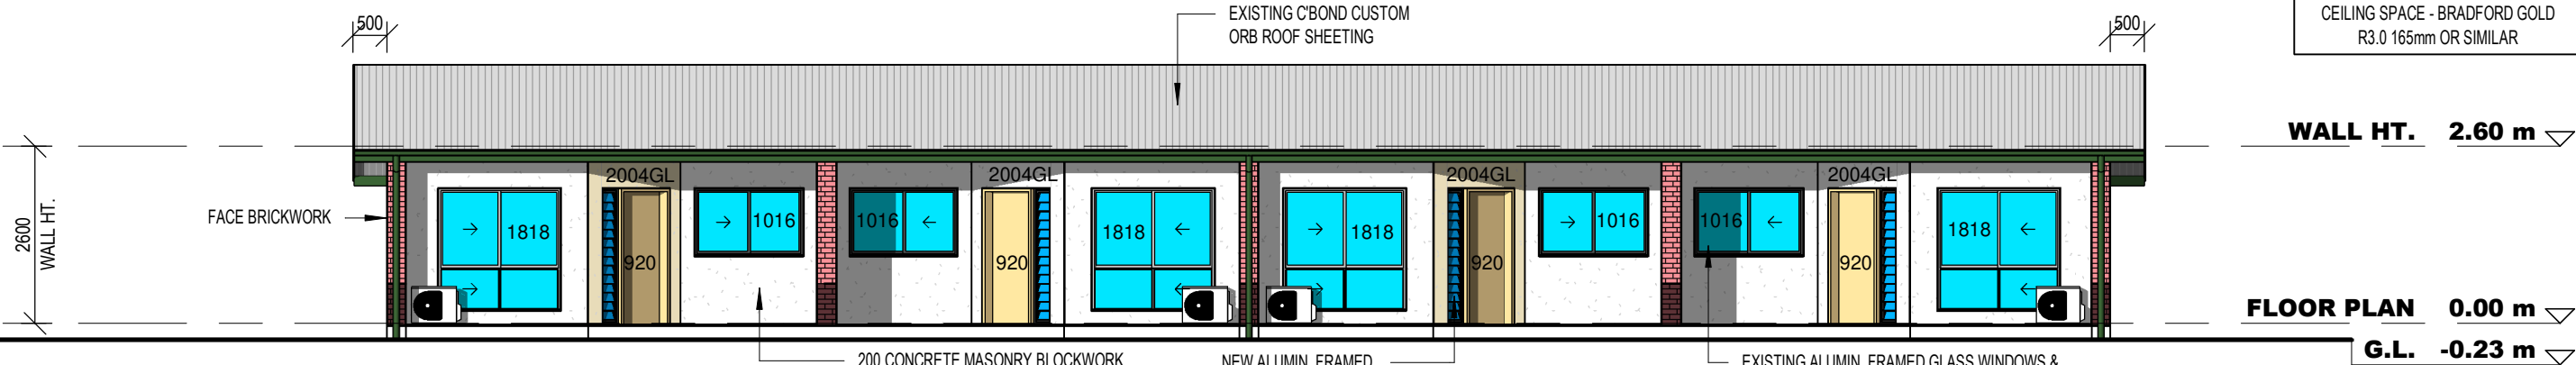 500
EXISTING C'BOND CUSTOM
ORB ROOF SHEETING
500
CEILING SPACE - BRADFORD GOLD
R3.0 165mm OR SIMILAR
WALL HT. 2.60 m
2600
WALL HT.
FACE BRICKWORK
2004GL
2004GL
2004GL
2004GL
1818
920
1016
1016
920
1818
1818
920
1016
1016
920
1818
FLOOR PLAN 0.00 m
G.L. -0.23 m
200 CONCRETE MASONRY BLOCKWORK
NEW ALUMIN. FRAMED
EXISTING ALUMIN. FRAMED GLASS WINDOWS &